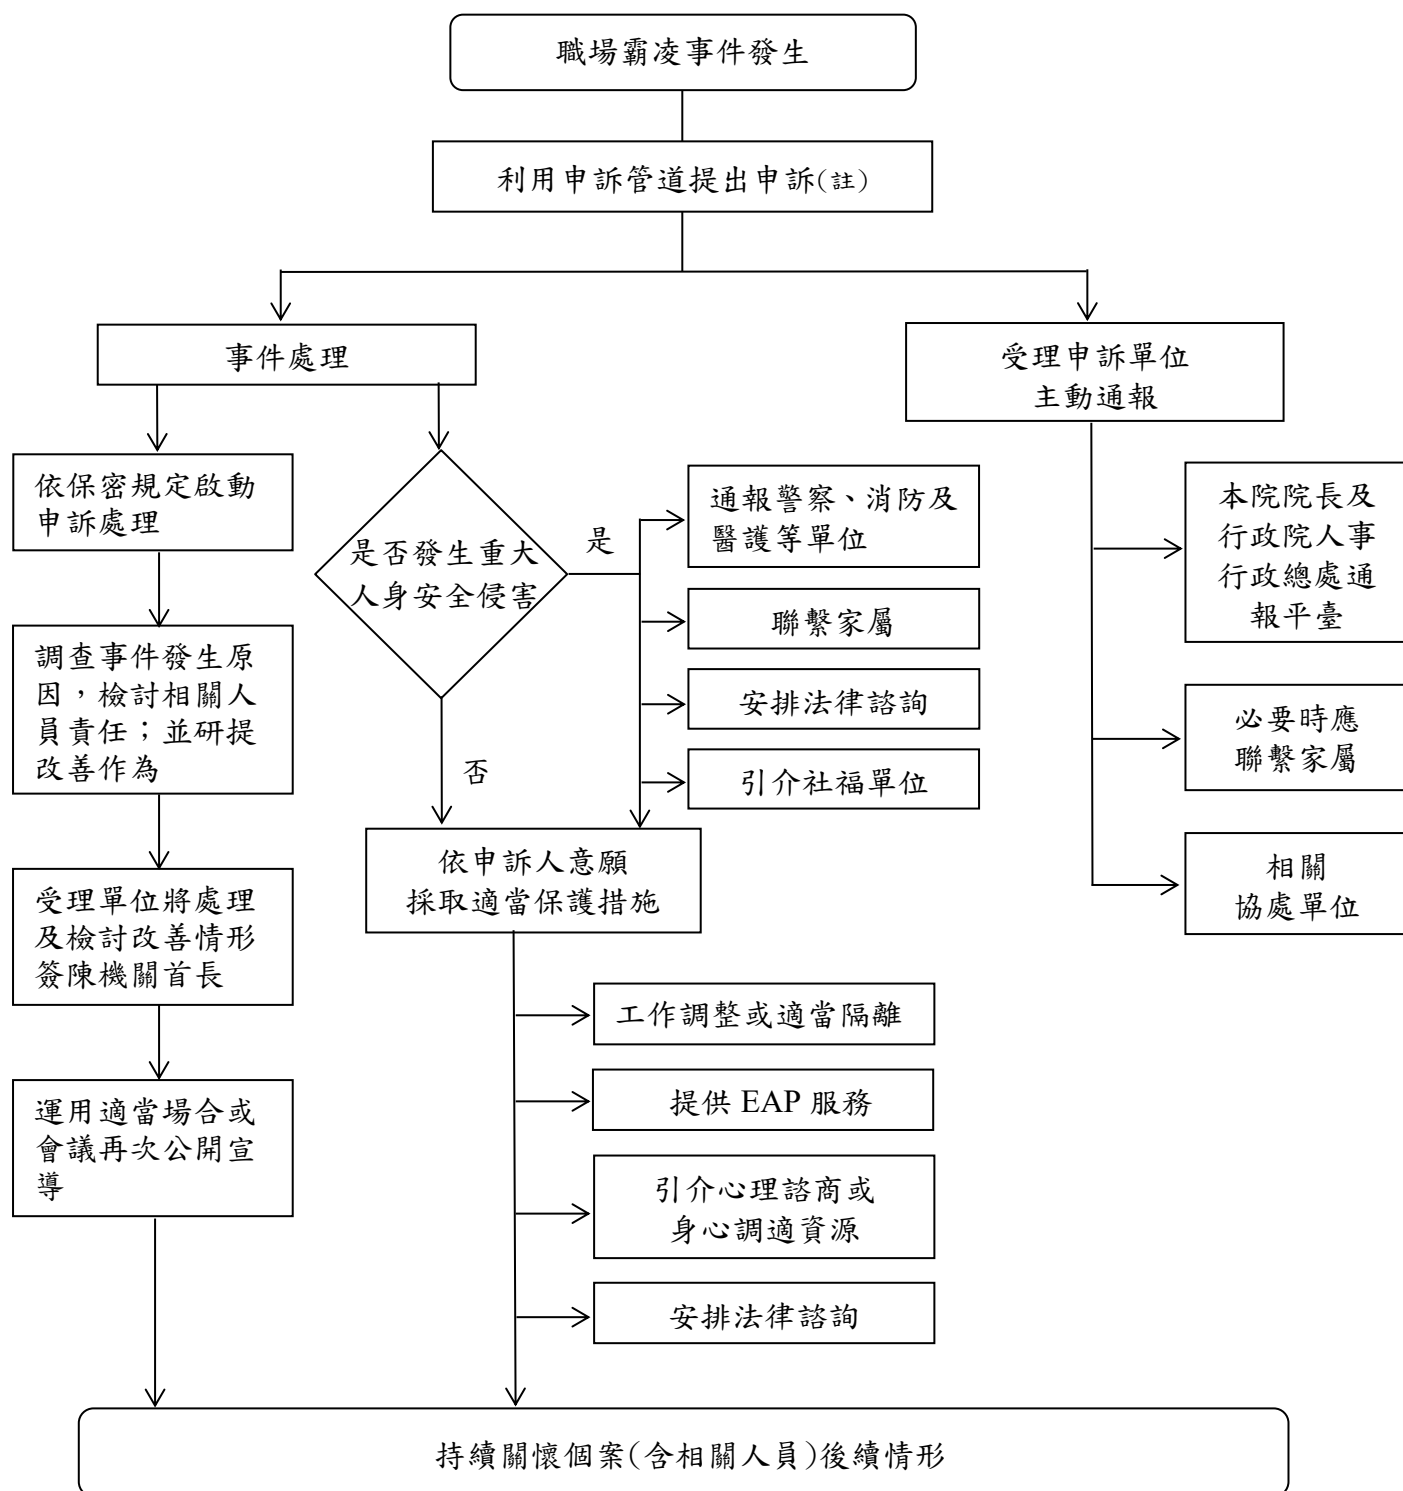 職場霸凌事件發生
利用申訴管道提出申訴(註)
事件處理
受理申訴單位
主動通報
依保密規定啟動
申訴處理
調查事件發生原
因，檢討相關人
員責任；並研提
改善作為
受理單位將處理
及檢討改善情形
簽陳機關首長
運用適當場合或
會議再次公開宣
導
是否發生重大
人身安全侵害
是
否
通報警察、消防及
醫護等單位
聯繫家屬
安排法律諮詢
引介社福單位
依申訴人意願
採取適當保護措施
工作調整或適當隔離
提供 EAP 服務
引介心理諮商或
身心調適資源
安排法律諮詢
本院院長及
行政院人事
行政總處通
報平臺
必要時應
聯繫家屬
相關
協處單位
持續關懷個案(含相關人員)後續情形